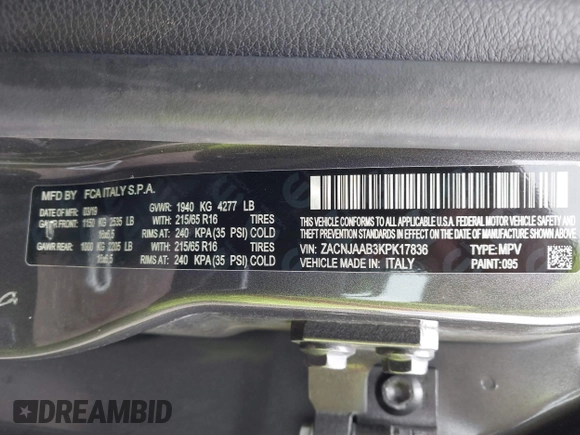 MFD BY FCA ITALY S.P.A.
DATE OF MFR 03/19 GVWR: 1940 KG 4277 LB
GAWR FRONT: 1150 KG 2535 LB WITH: 215/65 R16 TIRES
16x6,5 RIMS AT: 240 KPA (35 PSI) COLD
GAWR REAR: 1000 KG 2205 LB WITH: 215/65 R16 TIRES
16x6,5 RIMS AT: 240 KPA (35 PSI) COLD
THIS VEHICLE CONFORMS TO ALL APPLICABLE U.S.A. FEDERAL MOTOR VEHICLE SAFETY AND
THEFT PREVENTION STANDARDS IN EFFECT ON THE DATE OF MANUFACTURE SHOWN ABOVE.
VIN: ZACNJAAB3KPK17836 TYPE: MPV
VEHICLE MADE IN: ITALY PAINT: 095
DREAMBID